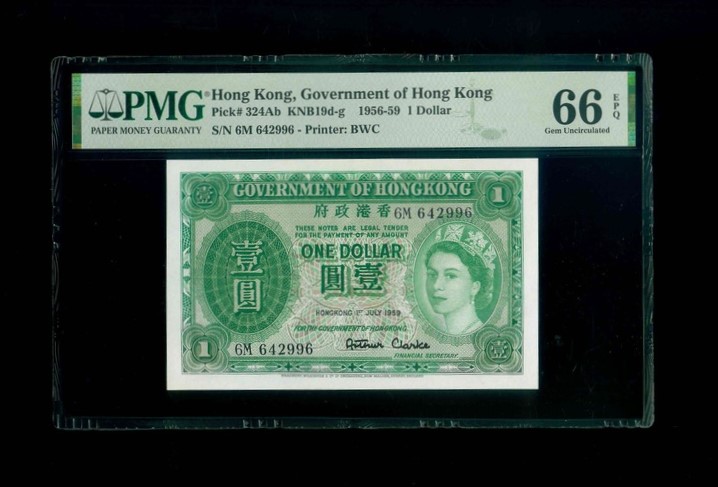 PMG
PAPER MONEY GUARANTY
Hong Kong, Government of Hong Kong
Pick# 324Ab KNB19d-g 1956-59 1 Dollar
S/N 6M 642996 - Printer: BWC
66 EPQ
Gem Uncirculated
壹 1
GOVERNMENT OF HONGKONG
府政港香 6M 642996
THESE NOTES ARE LEGAL TENDER
FOR THE PAYMENT OF ANY AMOUNT
ONE DOLLAR
圓壹
壹圓
HONGKONG 1ST JULY 1959
FOR THE GOVERNMENT OF HONGKONG.
6M 642996
Arthur Clarke
FINANCIAL SECRETARY
1 壹